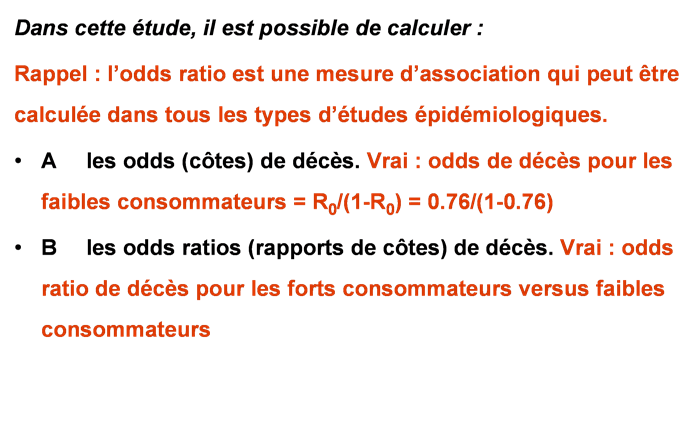 Dans cette étude, il est possible de calculer :
Rappel : l’odds ratio est une mesure d’association qui peut être
calculée dans tous les types d’études épidémiologiques.
• A les odds (côtes) de décès. Vrai : odds de décès pour les
faibles consommateurs = R0/(1-R0) = 0.76/(1-0.76)
• B les odds ratios (rapports de côtes) de décès. Vrai : odds
ratio de décès pour les forts consommateurs versus faibles
consommateurs